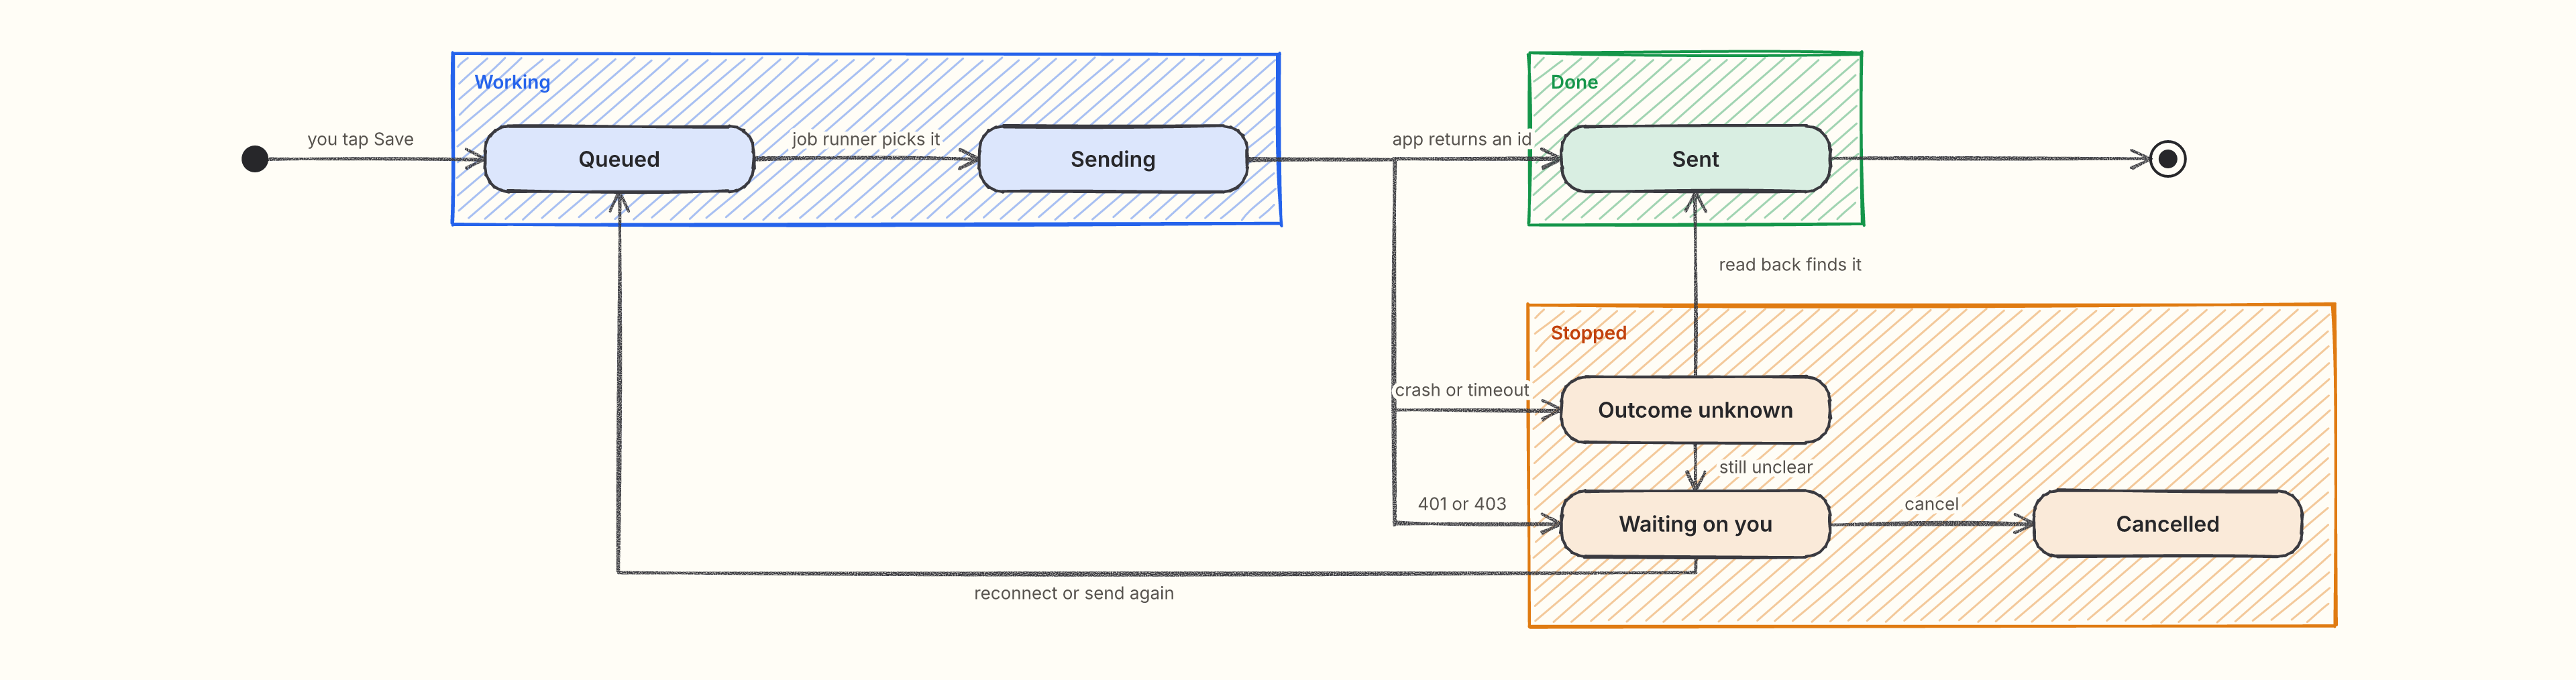 Working
Done
you tap Save
Queued
job runner picks it
Sending
app returns an id
Sent
read back finds it
Stopped
crash or timeout
Outcome unknown
still unclear
401 or 403
Waiting on you
cancel
Cancelled
reconnect or send again